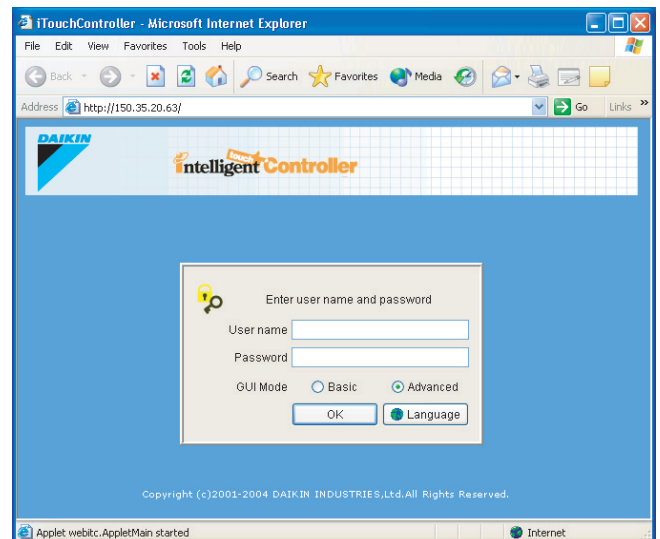 iTouchController - Microsoft Internet Explorer
File Edit View Favorites Tools Help
Back Search Favorites Media
Address http://150.35.20.63/ Go Links »
DAIKIN
intelligent touch Controller
Enter user name and password
User name
Password
GUI Mode Basic Advanced
OK Language
Copyright (c)2001-2004 DAIKIN INDUSTRIES,Ltd.All Rights Reserved.
Applet webitc.AppletMain started Internet